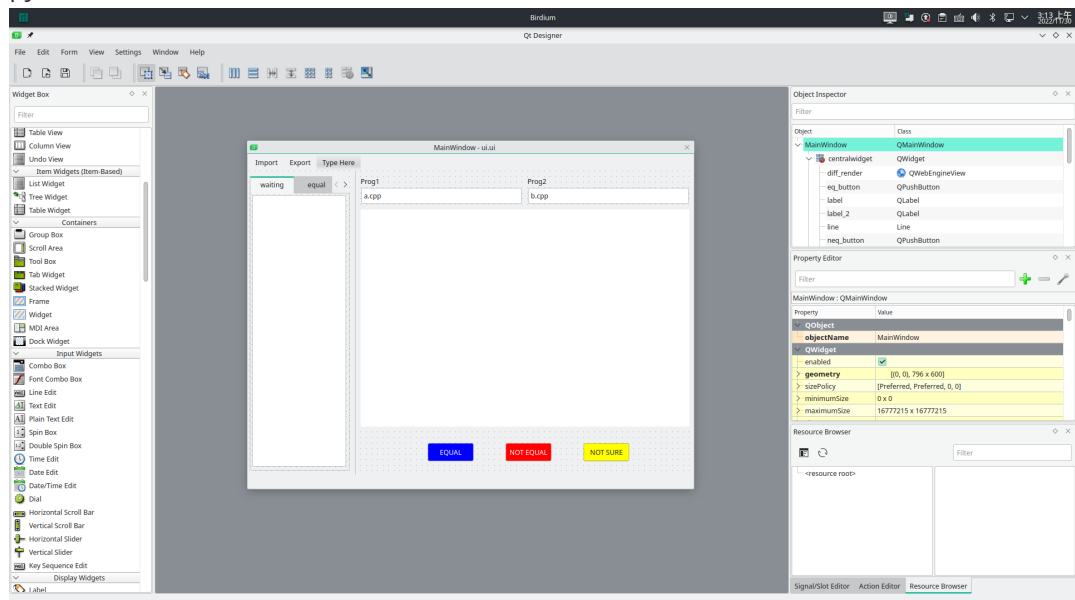 Birdium
3:13 上午
2022/11/30
Qt Designer
File Edit Form View Settings Window Help
Widget Box
Filter
Table View
Column View
Undo View
Item Widgets (Item-Based)
List Widget
Tree Widget
Table Widget
Containers
Group Box
Scroll Area
Tool Box
Tab Widget
Stacked Widget
Frame
Widget
MDI Area
Dock Widget
Input Widgets
Combo Box
Font Combo Box
Line Edit
Text Edit
Plain Text Edit
Spin Box
Double Spin Box
Time Edit
Date Edit
Date/Time Edit
Dial
Horizontal Scroll Bar
Vertical Scroll Bar
Horizontal Slider
Vertical Slider
Key Sequence Edit
Display Widgets
Label
MainWindow - ui.ui
Import Export Type Here
waiting equal
Prog1 Prog2
a.cpp b.cpp
EQUAL NOT EQUAL NOT SURE
Object Inspector
Filter
Object Class
MainWindow QMainWindow
centralwidget QWidget
diff_render QWebEngineView
eq_button QPushButton
label QLabel
label_2 QLabel
line Line
neq_button QPushButton
Property Editor
Filter
MainWindow : QMainWindow
Property Value
QObject
objectName MainWindow
QWidget
enabled
geometry [(0, 0), 796 x 600]
sizePolicy [Preferred, Preferred, 0, 0]
minimumSize 0 x 0
maximumSize 16777215 x 16777215
Resource Browser
Filter
<resource root>
Signal/Slot Editor Action Editor Resource Browser